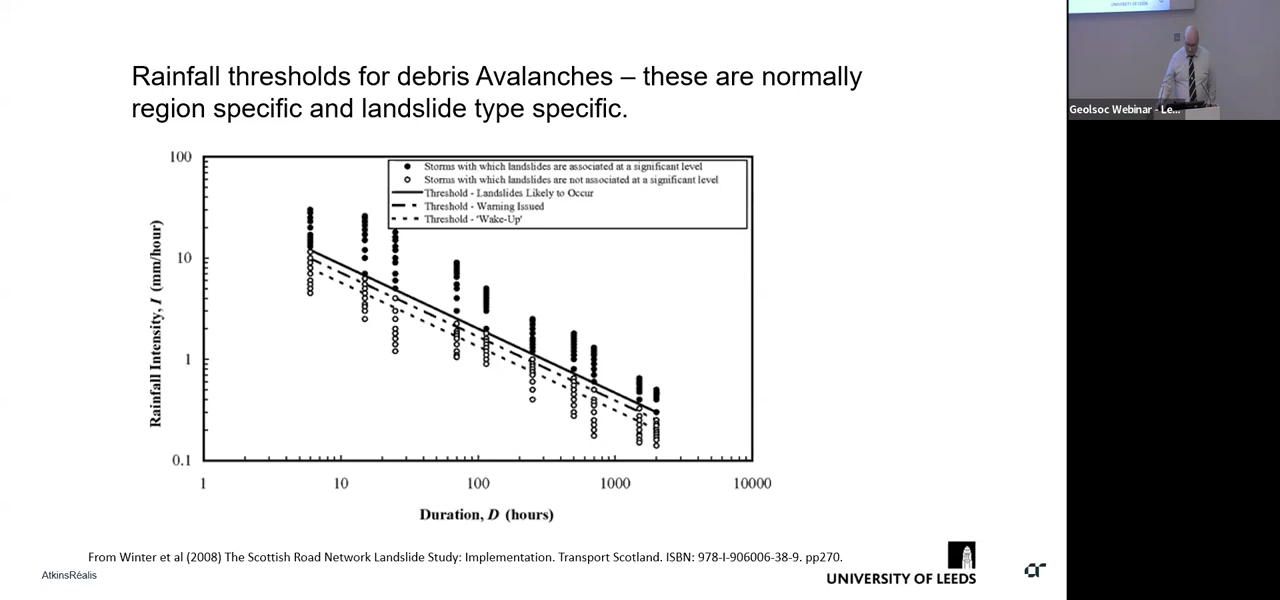 Rainfall thresholds for debris Avalanches – these are normally
region specific and landslide type specific.
100
10
1
0.1
Rainfall Intensity, I (mm/hour)
Storms with which landslides are associated at a significant level
Storms with which landslides are not associated at a significant level
Threshold - Landslides Likely to Occur
Threshold - Warning Issued
Threshold - 'Wake-Up'
1 10 100 1000 10000
Duration, D (hours)
From Winter et al (2008) The Scottish Road Network Landslide Study: Implementation. Transport Scotland. ISBN: 978-I-906006-38-9. pp270.
AtkinsRéalis
UNIVERSITY OF LEEDS
UNIVERSITY OF LEEDS
Geolsoc Webinar - Le...